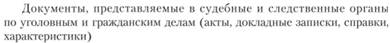 Документы, представляемые в судебные и следственные органы
по уголовным и гражданским делам (акты, докладные записки, справки,
характеристики)